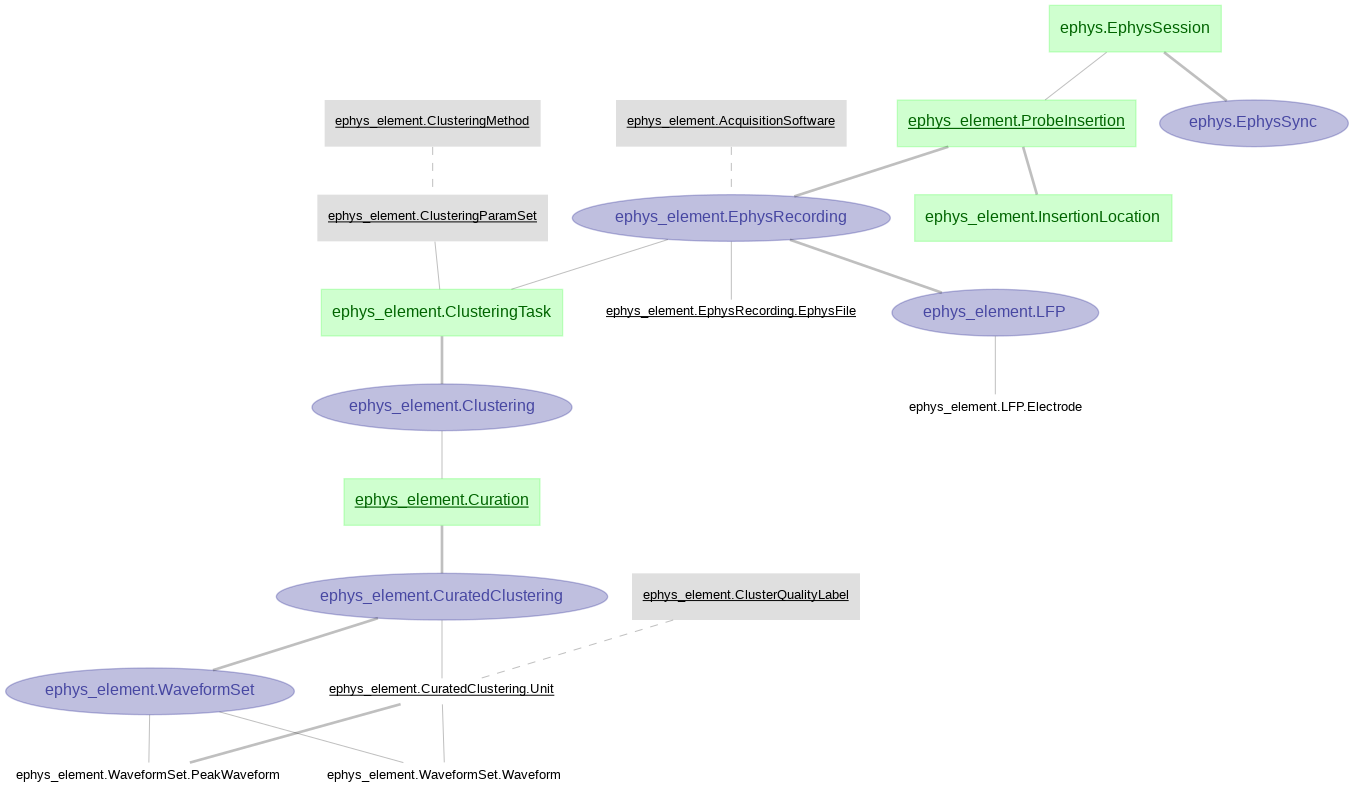 ephys.EphysSession
ephys_element.ClusteringMethod
ephys_element.AcquisitionSoftware
ephys_element.ProbeInsertion
ephys.EphysSync
ephys_element.ClusteringParamSet
ephys_element.EphysRecording
ephys_element.InsertionLocation
ephys_element.ClusteringTask
ephys_element.EphysRecording.EphysFile
ephys_element.LFP
ephys_element.Clustering
ephys_element.LFP.Electrode
ephys_element.Curation
ephys_element.CuratedClustering
ephys_element.ClusterQualityLabel
ephys_element.WaveformSet
ephys_element.CuratedClustering.Unit
ephys_element.WaveformSet.PeakWaveform
ephys_element.WaveformSet.Waveform